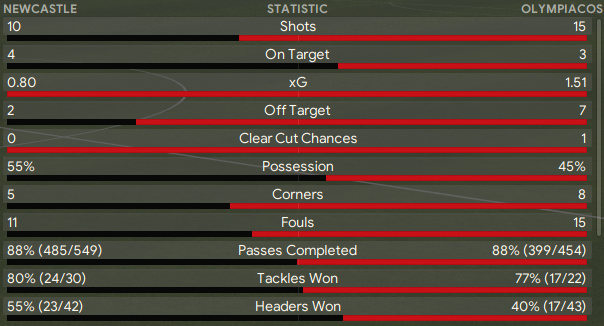 NEWCASTLE STATISTIC OLYMPIACOS
10 Shots 15
4 On Target 3
0.80 xG 1.51
2 Off Target 7
0 Clear Cut Chances 1
55% Possession 45%
5 Corners 8
11 Fouls 15
88% (485/549) Passes Completed 88% (399/454)
80% (24/30) Tackles Won 77% (17/22)
55% (23/42) Headers Won 40% (17/43)